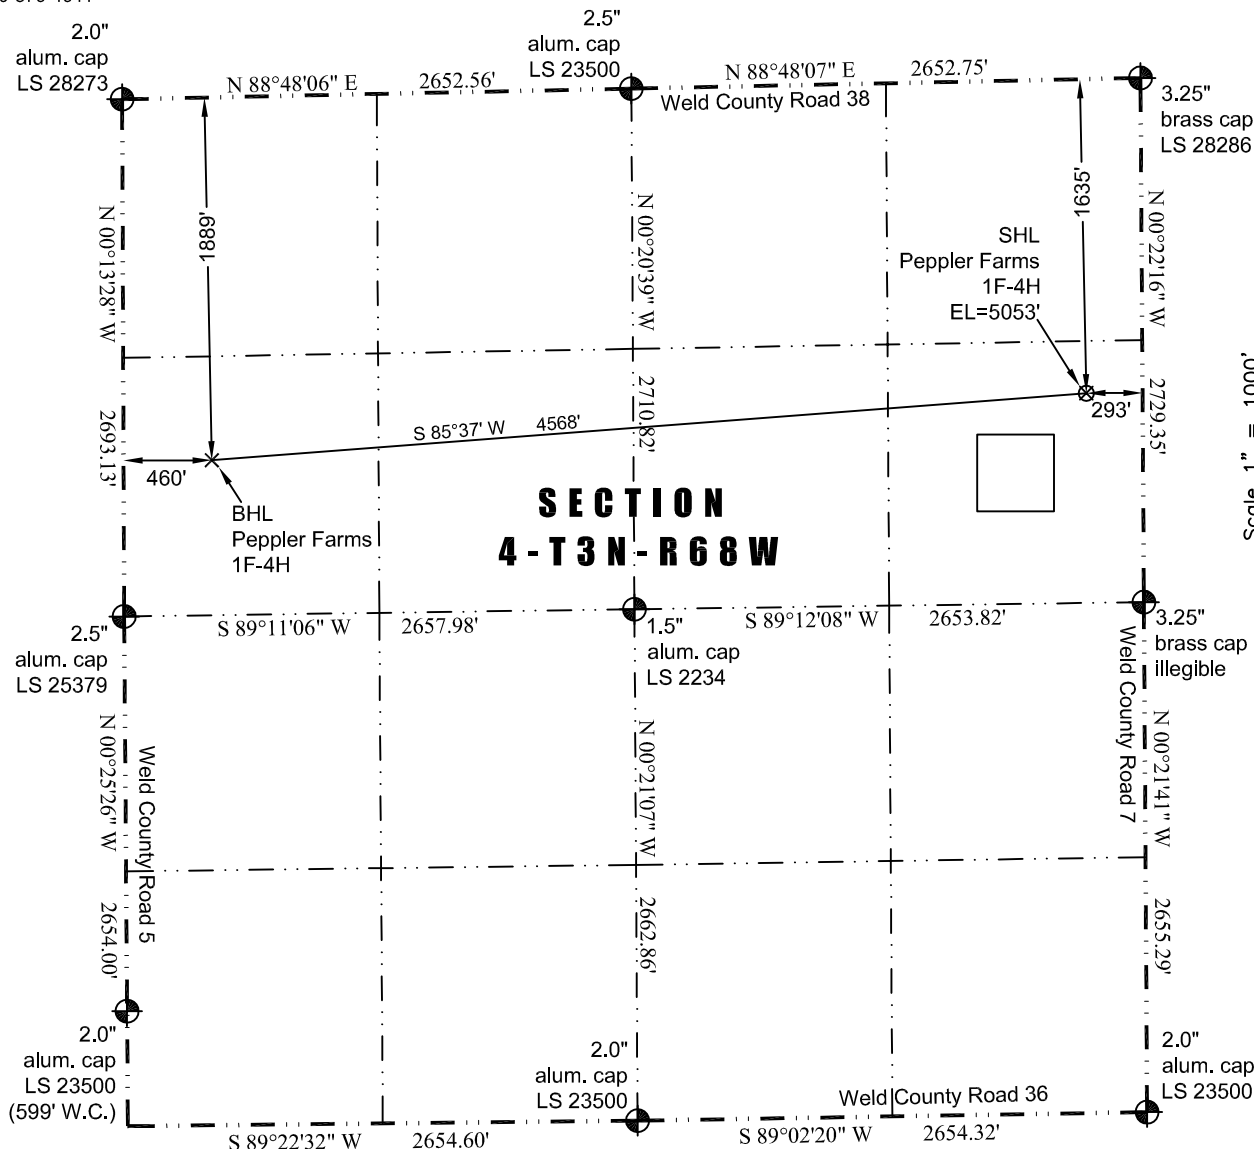 2.0"
alum. cap
LS 28273
N 88°48'06" E
2652.56'
2.5"
alum. cap
LS 23500
N 88°48'07" E
2652.75'
Weld County Road 38
3.25"
brass cap
LS 28286
1889'
1635'
N 00°13'28" W
2693.13'
N 00°20'39" W
2710.82'
N 00°22'16" W
2729.35'
SHL
Peppler Farms
1F-4H
EL=5053'
293'
S 85°37' W
4568'
460'
BHL
Peppler Farms
1F-4H
SECTION
4-T3N-R68W
Scale 1" = 1000'
2.5"
alum. cap
LS 25379
S 89°11'06" W
2657.98'
1.5"
alum. cap
LS 2234
S 89°12'08" W
2653.82'
3.25"
brass cap
illegible
Weld County Road 7
N 00°25'26" W
2654.00'
Weld County Road 5
N 00°21'07" W
2662.86'
N 00°21'41" W
2655.29'
2.0"
alum. cap
LS 23500
(599' W.C.)
S 89°22'32" W
2654.60'
2.0"
alum. cap
LS 23500
Weld County Road 36
S 89°02'20" W
2654.32'
2.0"
alum. cap
LS 23500